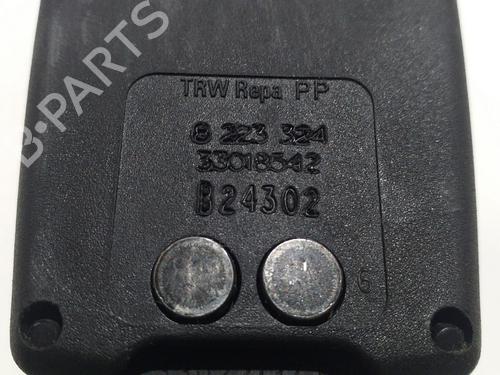 B-PARTS
TRW Repa PP
8 223 324
33018542
B24302
G